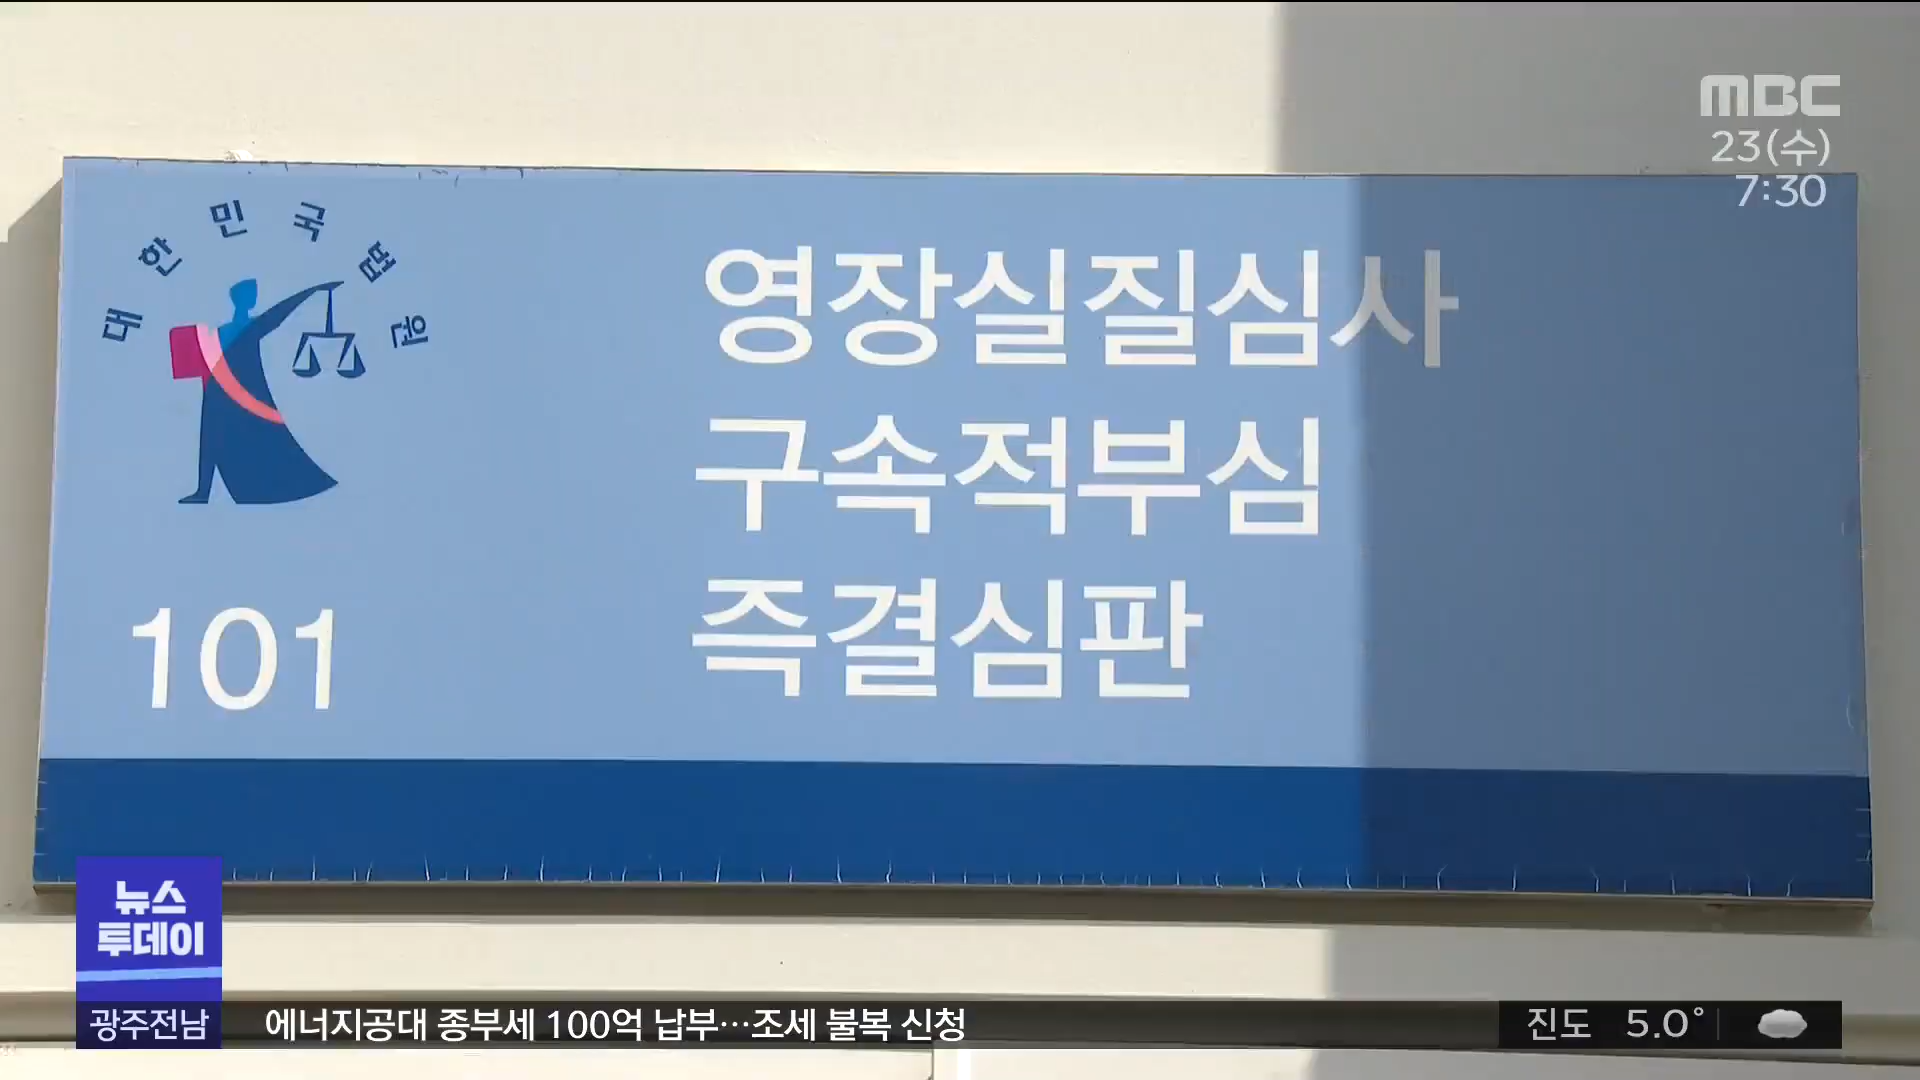 MBC
23(수)
7:30
대한민국법원
영장실질심사
구속적부심
즉결심판
101
뉴스
투데이
광주전남 에너지공대 종부세 100억 납부…조세 불복 신청 진도 5.0°